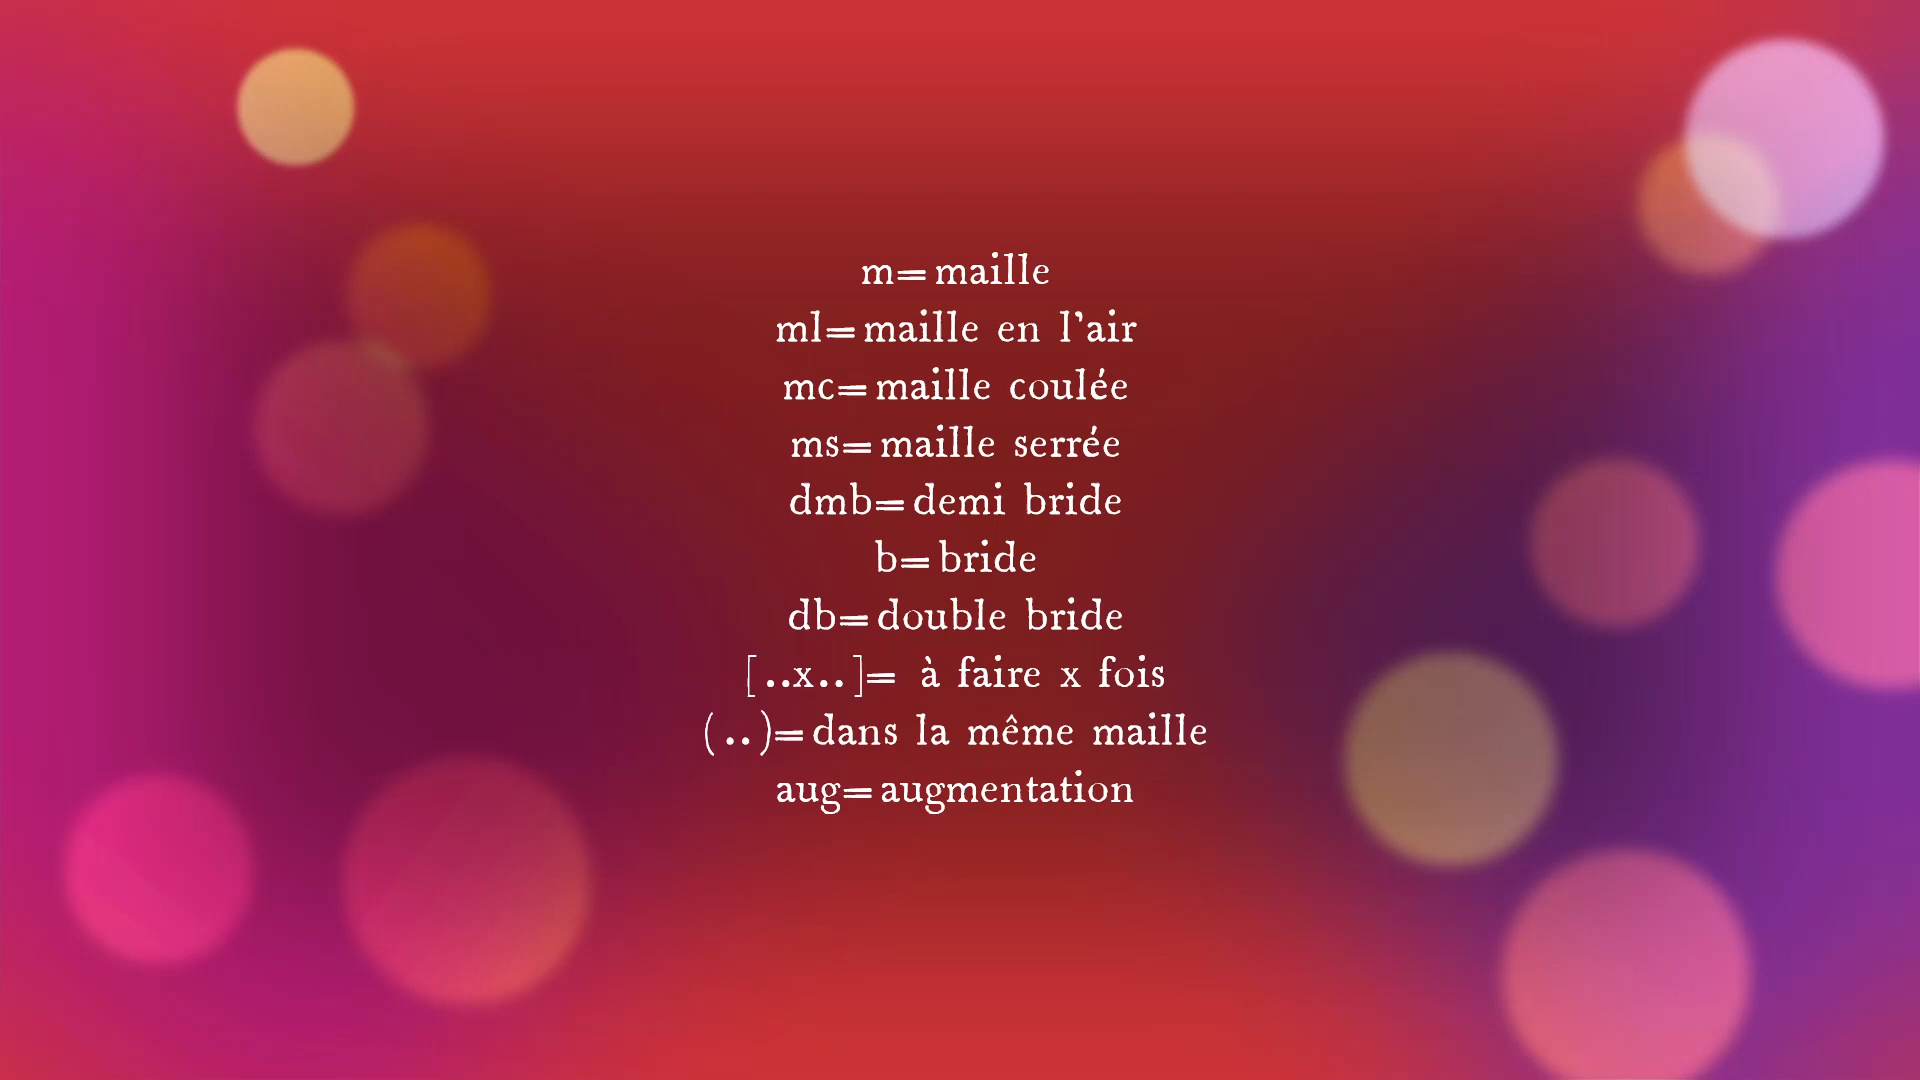 m=maille
ml=maille en l'air
mc=maille coulée
ms=maille serrée
dmb=demi bride
b=bride
db=double bride
[..x..]= à faire x fois
(..)=dans la même maille
aug=augmentation